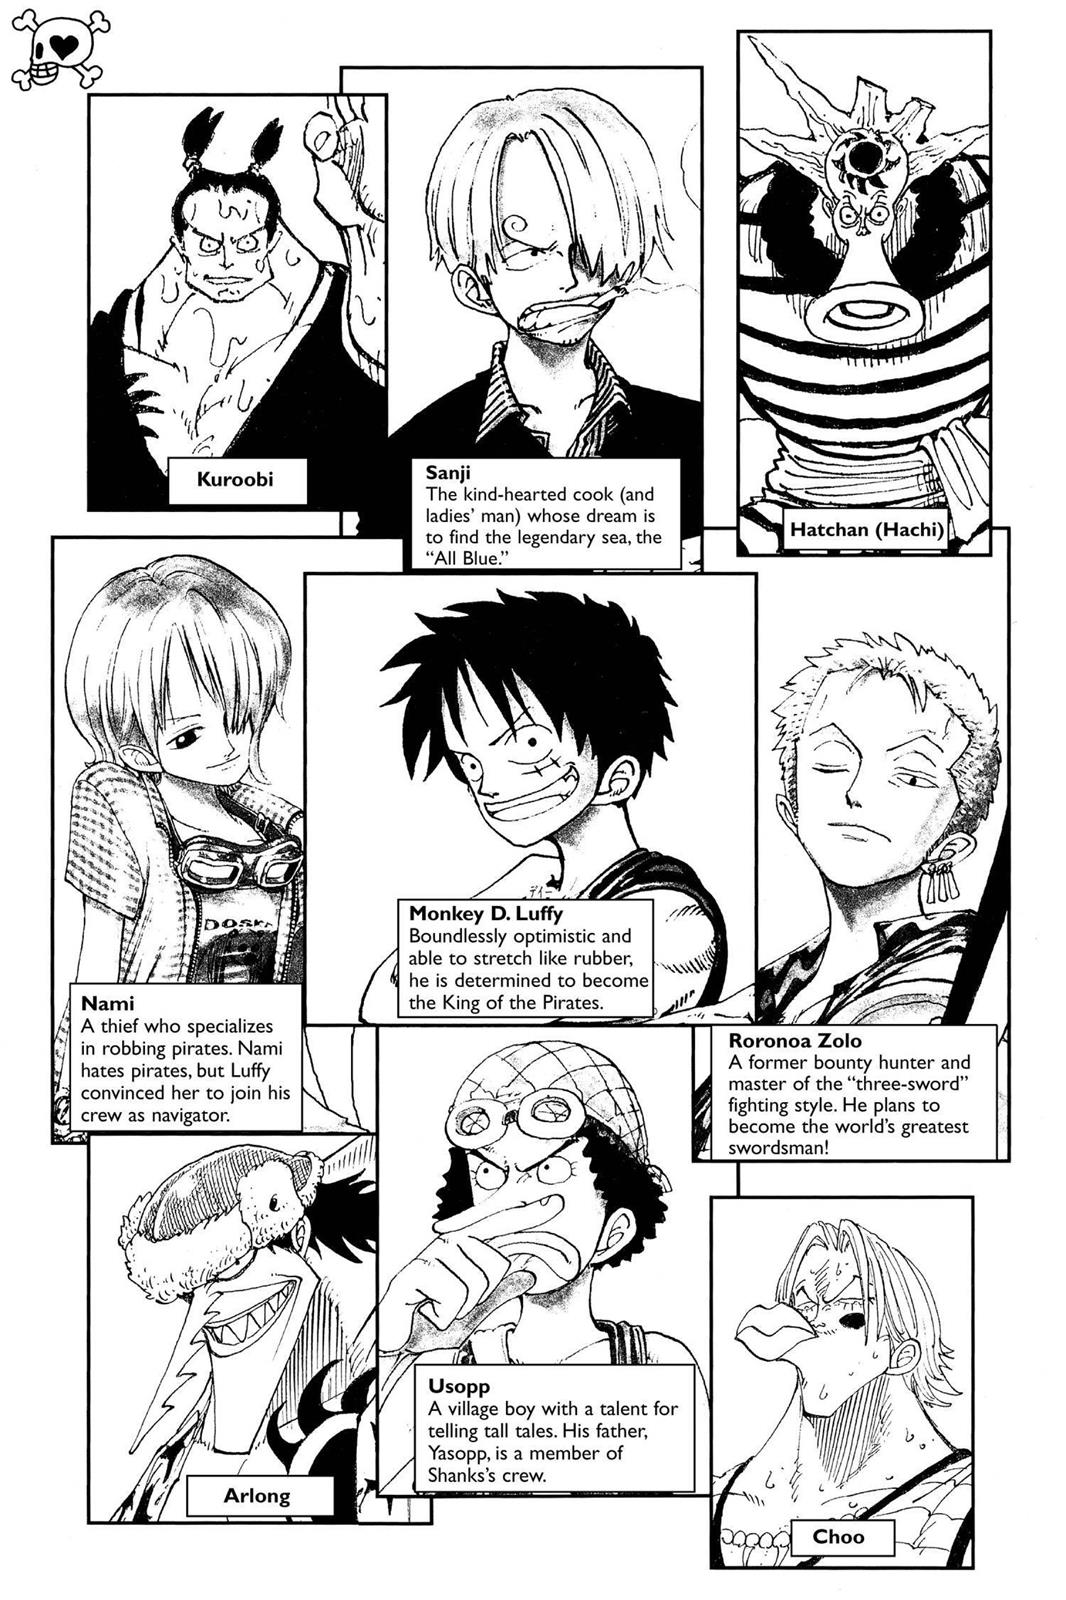 Kuroobi
Sanji
The kind-hearted cook (and
ladies' man) whose dream is
to find the legendary sea, the
"All Blue."
Hatchan (Hachi)
Nami
A thief who specializes
in robbing pirates. Nami
hates pirates, but Luffy
convinced her to join his
crew as navigator.
DOSK
ディー
Monkey D. Luffy
Boundlessly optimistic and
able to stretch like rubber,
he is determined to become
the King of the Pirates.
Roronoa Zolo
A former bounty hunter and
master of the "three-sword"
fighting style. He plans to
become the world's greatest
swordsman!
Arlong
Usopp
A village boy with a talent for
telling tall tales. His father,
Yasopp, is a member of
Shanks's crew.
Choo